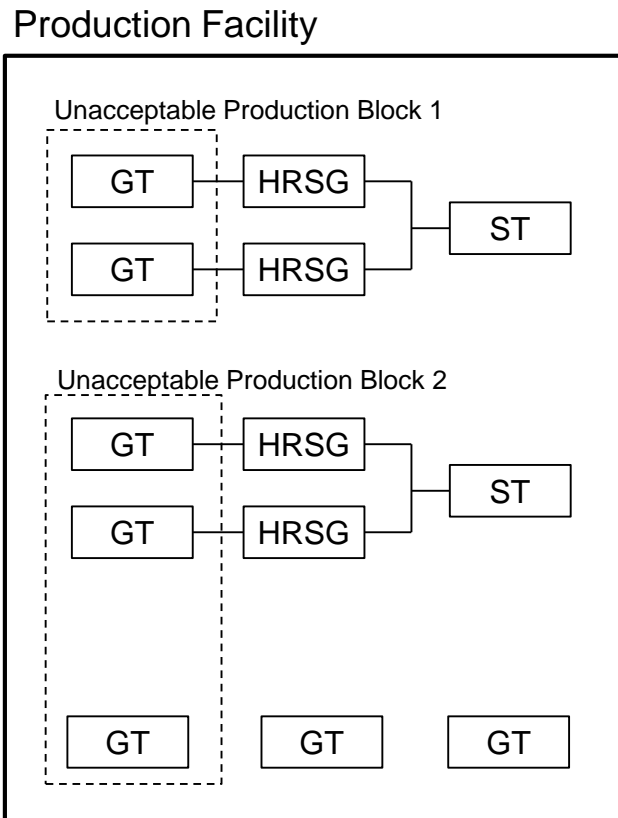 Production Facility
Unacceptable Production Block 1
GT HRSG
ST
GT HRSG
Unacceptable Production Block 2
GT HRSG
ST
GT HRSG
GT GT GT